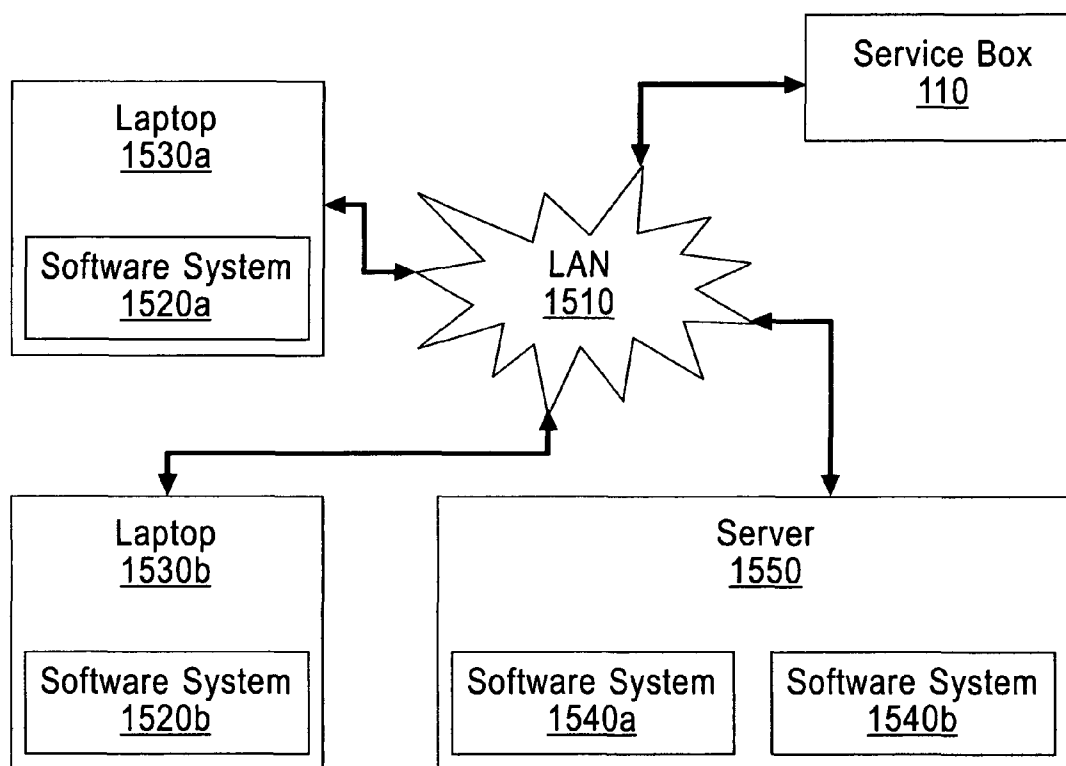 Service Box
110
Laptop
1530a
Software System
1520a
LAN
1510
Laptop
1530b
Software System
1520b
Server
1550
Software System
1540a
Software System
1540b